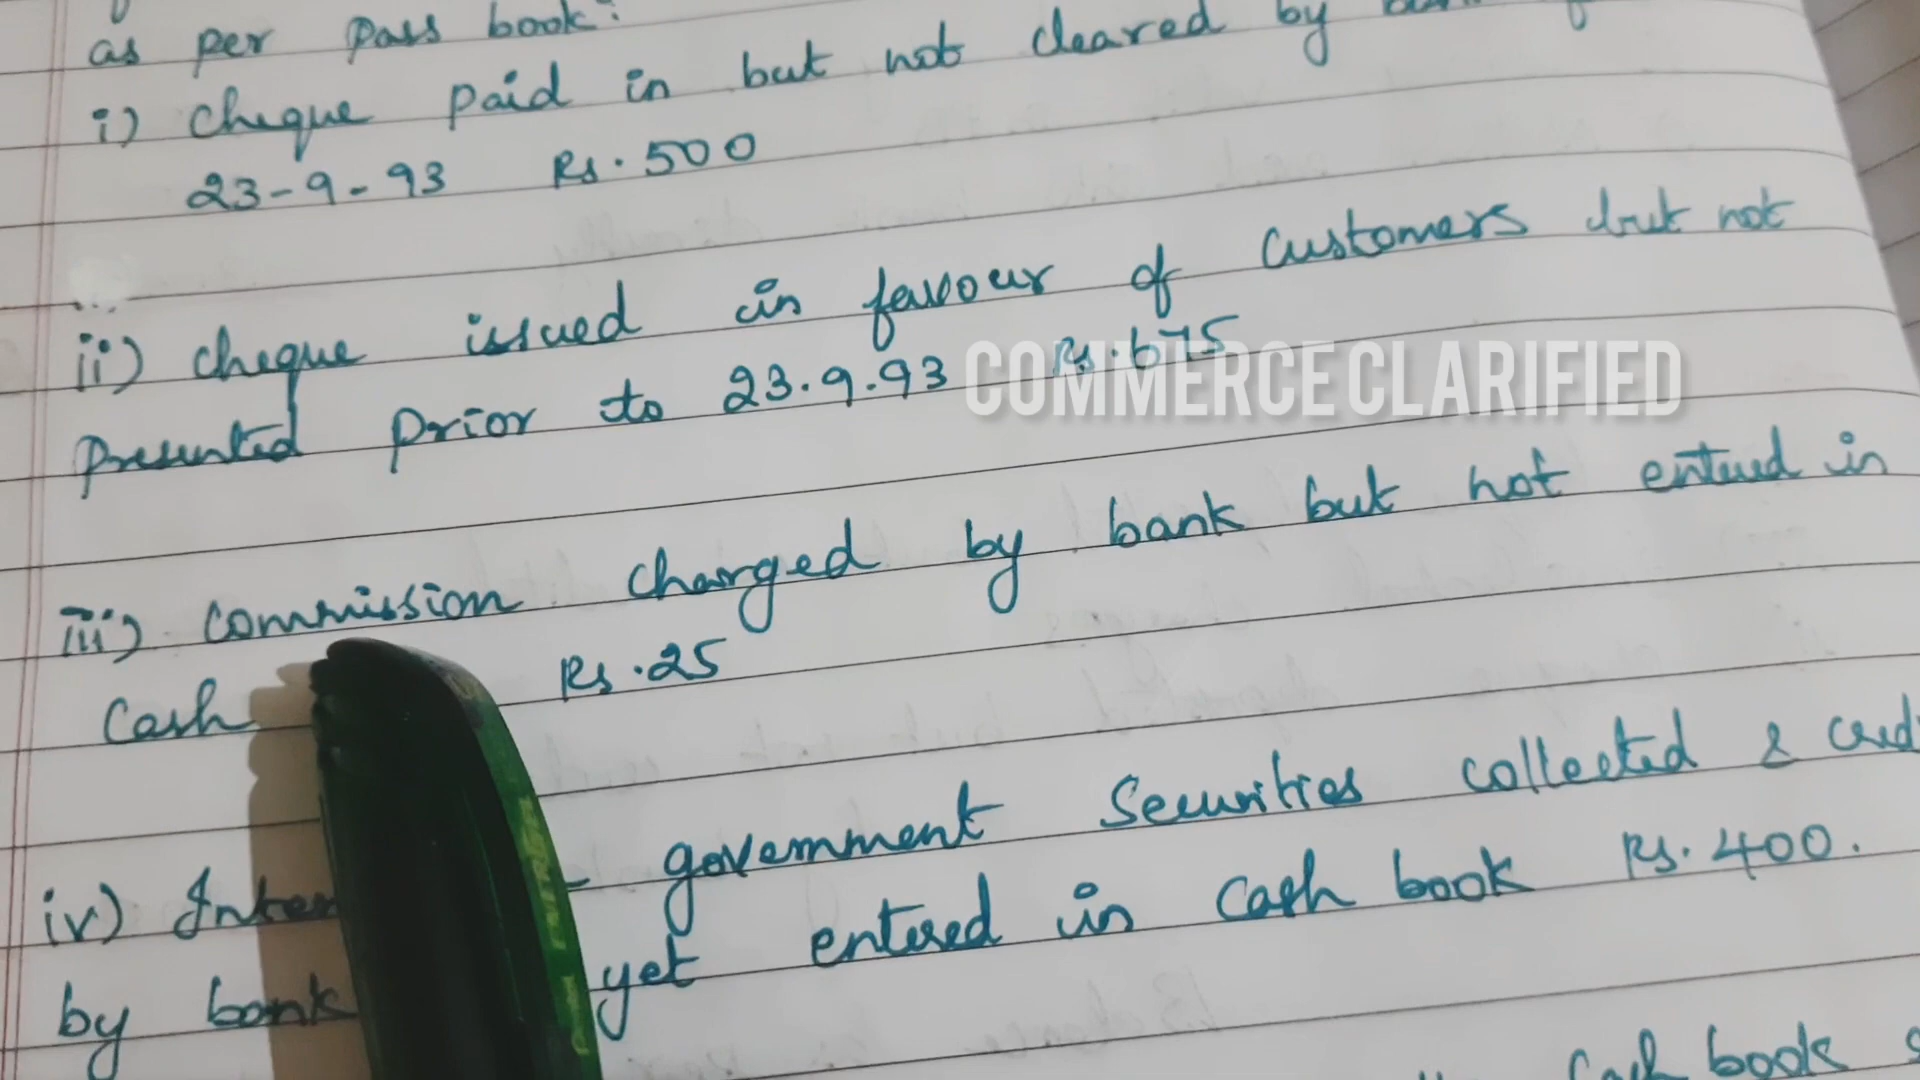 as per pass book:
i) cheque paid in but not cleared by
23-9-93 Rs. 500
ii) cheque issued in favour of customers but not
presented prior to 23.9.93 Rs. 675
COMMERCE CLARIFIED
iii) commission charged by bank but not entered in
Cash Rs. 25
iv) government Securities collected &
by bank yet entered in Cash book Rs. 400.
Cash book